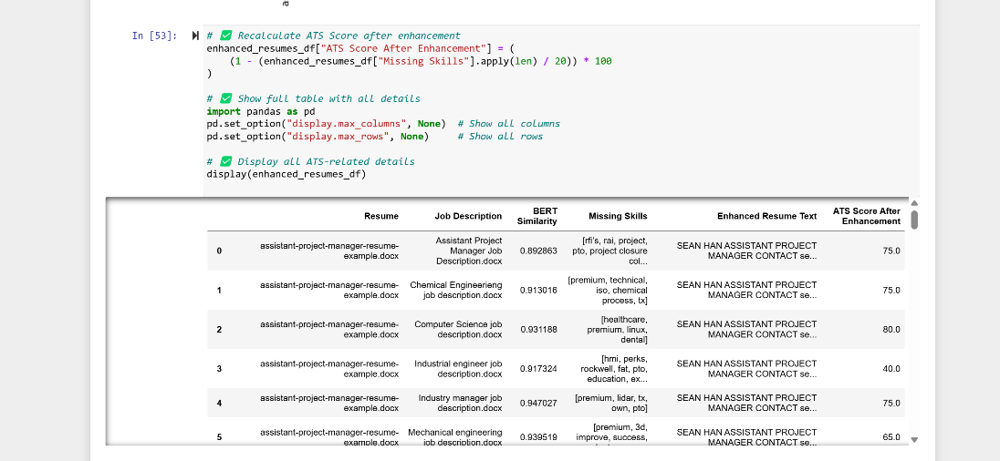 In [53]:
# ✅ Recalculate ATS Score after enhancement
enhanced_resumes_df["ATS Score After Enhancement"] = (
    (1 - (enhanced_resumes_df["Missing Skills"].apply(len) / 20)) * 100
)
# ✅ Show full table with all details
import pandas as pd
pd.set_option("display.max_columns", None)  # Show all columns
pd.set_option("display.max_rows", None)     # Show all rows
# ✅ Display all ATS-related details
display(enhanced_resumes_df)
Resume
Job Description
BERT
Similarity
Missing Skills
Enhanced Resume Text
ATS Score After
Enhancement
0
assistant-project-manager-resume-
example.docx
Assistant Project
Manager Job
Description.docx
0.892863
[rfi's, rai, project,
pto, project closure
col...
SEAN HAN ASSISTANT PROJECT
MANAGER CONTACT se...
75.0
1
assistant-project-manager-resume-
example.docx
Chemical Engineerieng
job description.docx
0.913016
[premium, technical,
iso, chemical
process, tx]
SEAN HAN ASSISTANT PROJECT
MANAGER CONTACT se...
75.0
2
assistant-project-manager-resume-
example.docx
Computer Science job
description.docx
0.931188
[healthcare,
premium, linux,
dental]
SEAN HAN ASSISTANT PROJECT
MANAGER CONTACT se...
80.0
3
assistant-project-manager-resume-
example.docx
Industrial engineer job
description.docx
0.917324
[hmi, perks,
rockwell, fat, pto,
education, ex...
SEAN HAN ASSISTANT PROJECT
MANAGER CONTACT se...
40.0
4
assistant-project-manager-resume-
example.docx
Industry manager job
description.docx
0.947027
[premium, lidar, tx,
own, pto]
SEAN HAN ASSISTANT PROJECT
MANAGER CONTACT se...
75.0
5
assistant-project-manager-resume-
example.docx
Mechanical engineering
job description.docx
0.939519
[premium, 3d,
improve, success,
SEAN HAN ASSISTANT PROJECT
MANAGER CONTACT se...
65.0